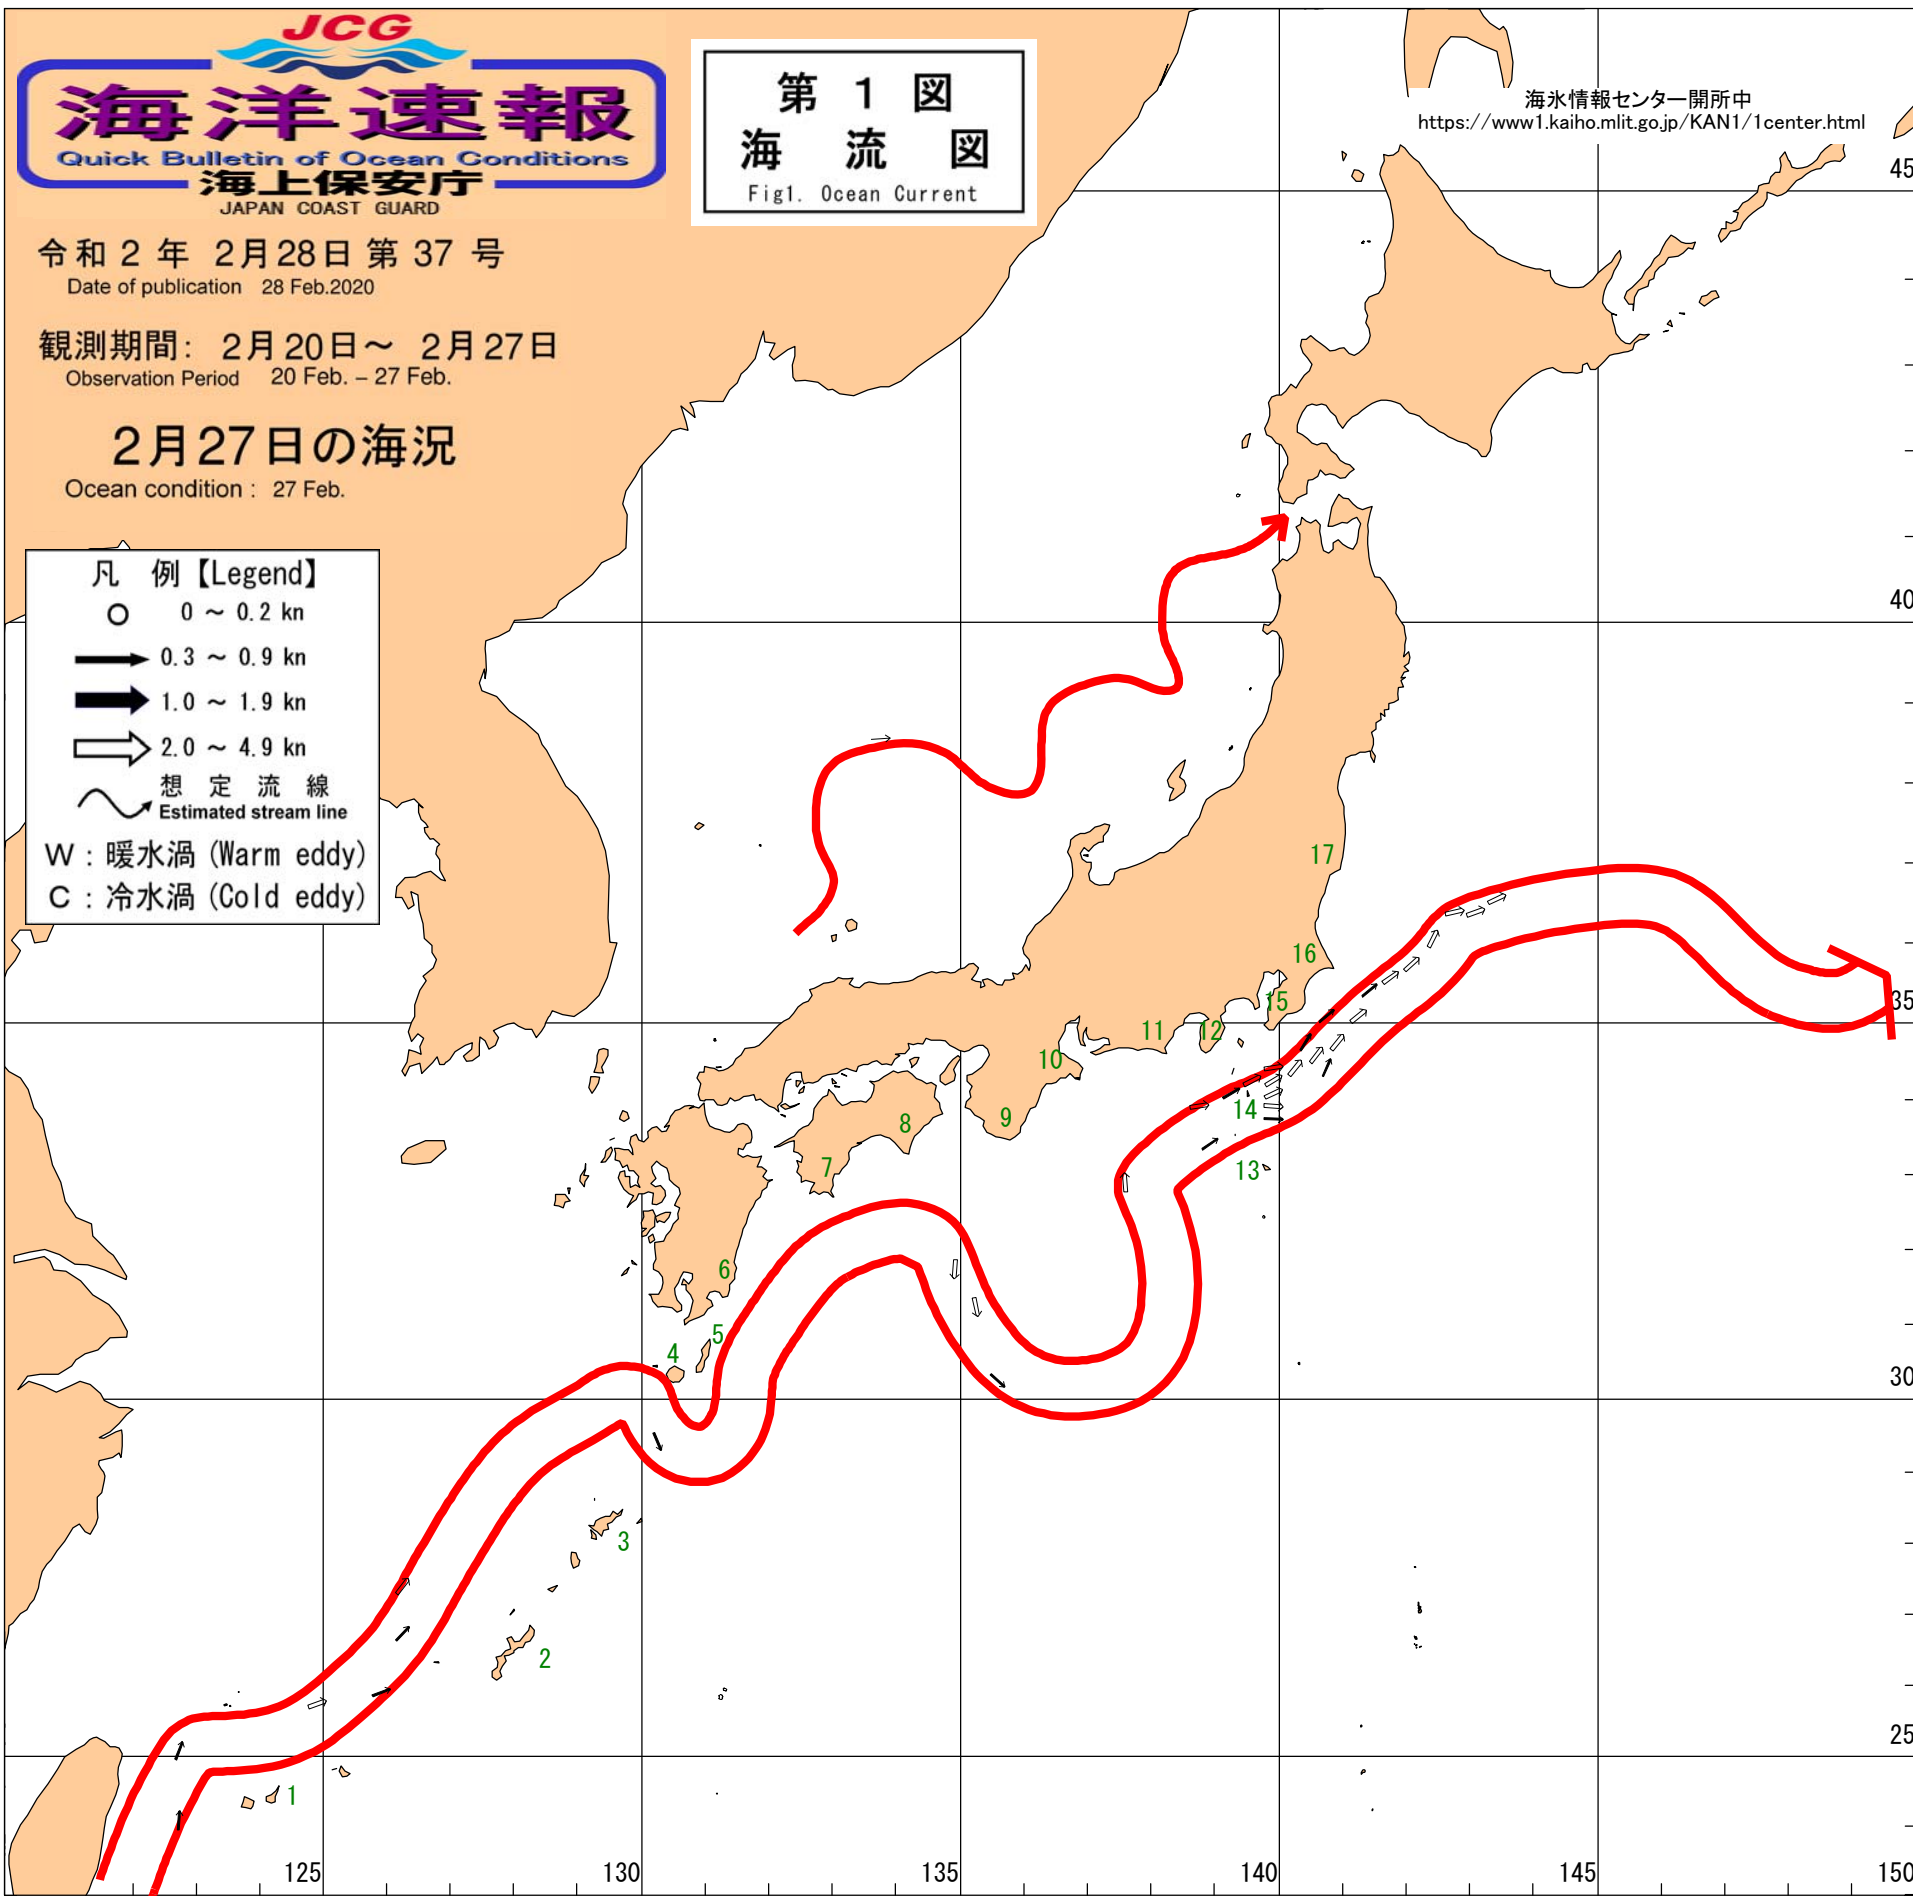 JCG
海洋速報
Quick Bulletin of Ocean Conditions
海上保安庁
JAPAN COAST GUARD
第 1 図
海 流 図
Fig1. Ocean Current
海氷情報センター開所中
https://www1.kaiho.mlit.go.jp/KAN1/1center.html
令和 2 年 2月28日 第 37 号
Date of publication 28 Feb.2020
観測期間: 2月20日～ 2月27日
Observation Period 20 Feb. – 27 Feb.
2月27日の海況
Ocean condition : 27 Feb.
凡 例【Legend】
0 ～ 0.2 kn
0.3 ～ 0.9 kn
1.0 ～ 1.9 kn
2.0 ～ 4.9 kn
想 定 流 線
Estimated stream line
W : 暖水渦 (Warm eddy)
C : 冷水渦 (Cold eddy)
45
40
35
30
25
17
16
15
12
11
10
14
9
8
13
7
6
5
4
3
2
1
125
130
135
140
145
150